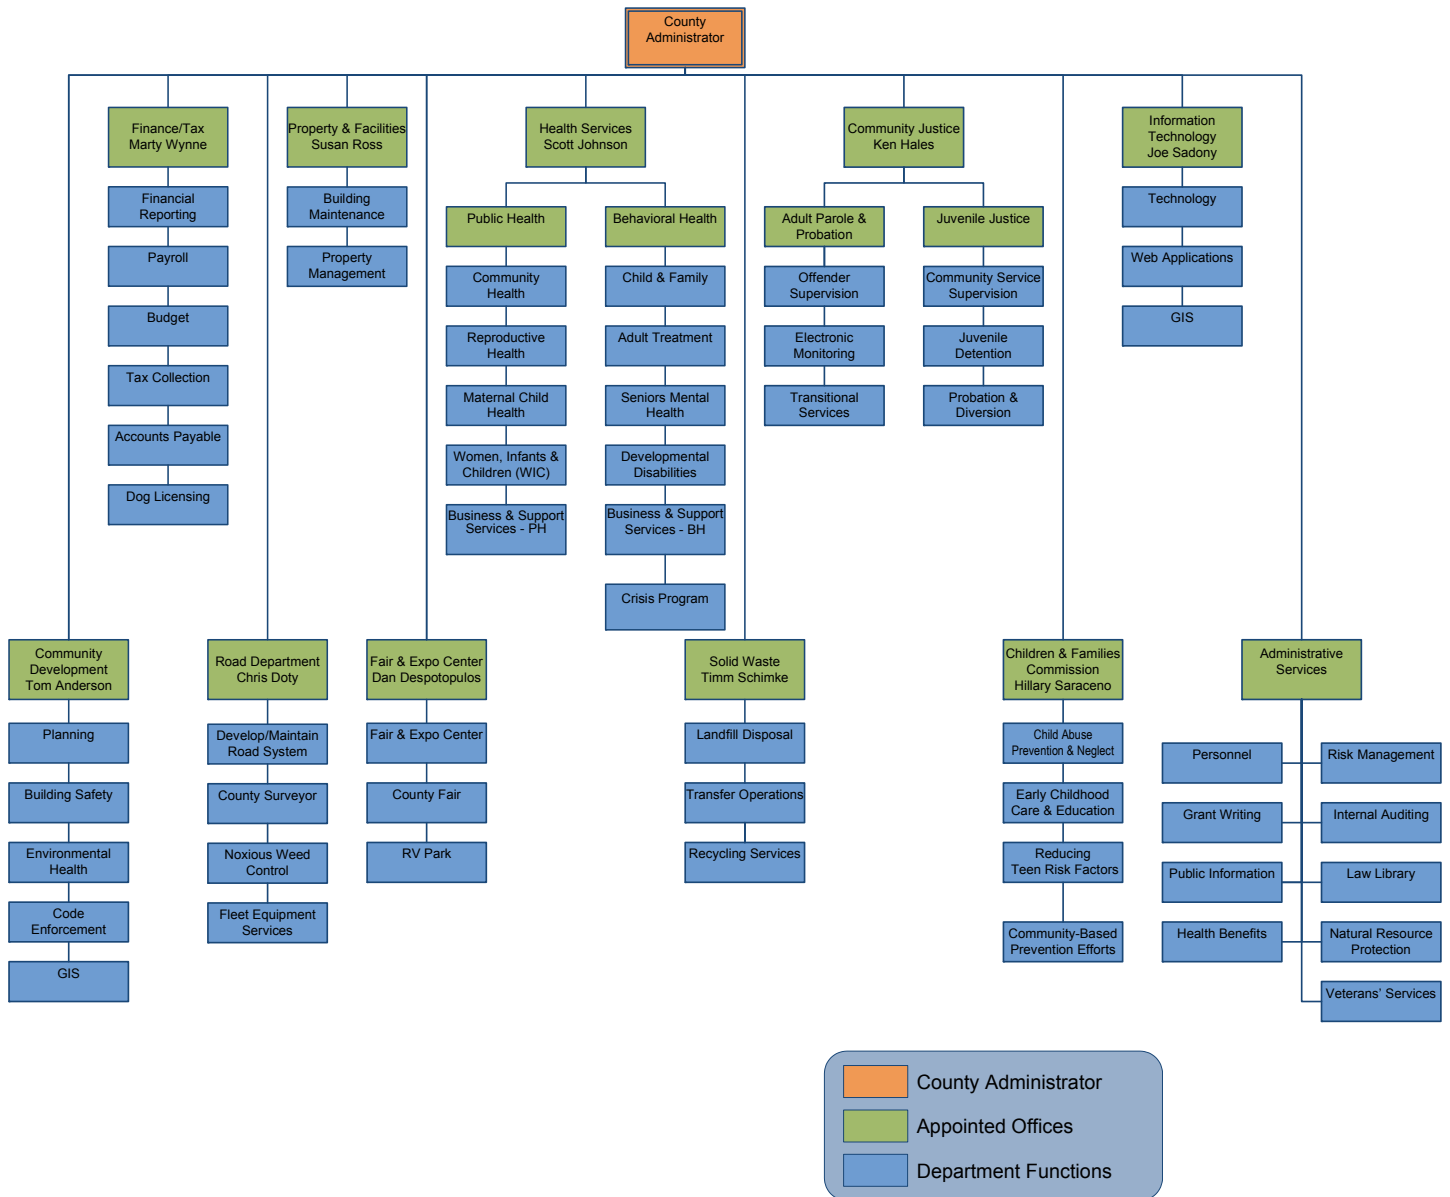 County
Administrator
Finance/Tax
Marty Wynne
Property & Facilities
Susan Ross
Health Services
Scott Johnson
Community Justice
Ken Hales
Information
Technology
Joe Sadony
Financial
Reporting
Payroll
Budget
Tax Collection
Accounts Payable
Dog Licensing
Building
Maintenance
Property
Management
Public Health
Community
Health
Reproductive
Health
Maternal Child
Health
Women, Infants &
Children (WIC)
Business & Support
Services - PH
Behavioral Health
Child & Family
Adult Treatment
Seniors Mental
Health
Developmental
Disabilities
Business & Support
Services - BH
Crisis Program
Adult Parole &
Probation
Offender
Supervision
Electronic
Monitoring
Transitional
Services
Juvenile Justice
Community Service
Supervision
Juvenile
Detention
Probation &
Diversion
Technology
Web Applications
GIS
Community
Development
Tom Anderson
Planning
Building Safety
Environmental
Health
Code
Enforcement
GIS
Road Department
Chris Doty
Develop/Maintain
Road System
County Surveyor
Noxious Weed
Control
Fleet Equipment
Services
Fair & Expo Center
Dan Despotopulos
Fair & Expo Center
County Fair
RV Park
Solid Waste
Timm Schimke
Landfill Disposal
Transfer Operations
Recycling Services
Children & Families
Commission
Hillary Saraceno
Child Abuse
Prevention & Neglect
Early Childhood
Care & Education
Reducing
Teen Risk Factors
Community-Based
Prevention Efforts
Administrative
Services
Personnel
Risk Management
Grant Writing
Internal Auditing
Public Information
Law Library
Health Benefits
Natural Resource
Protection
Veterans' Services
County Administrator
Appointed Offices
Department Functions